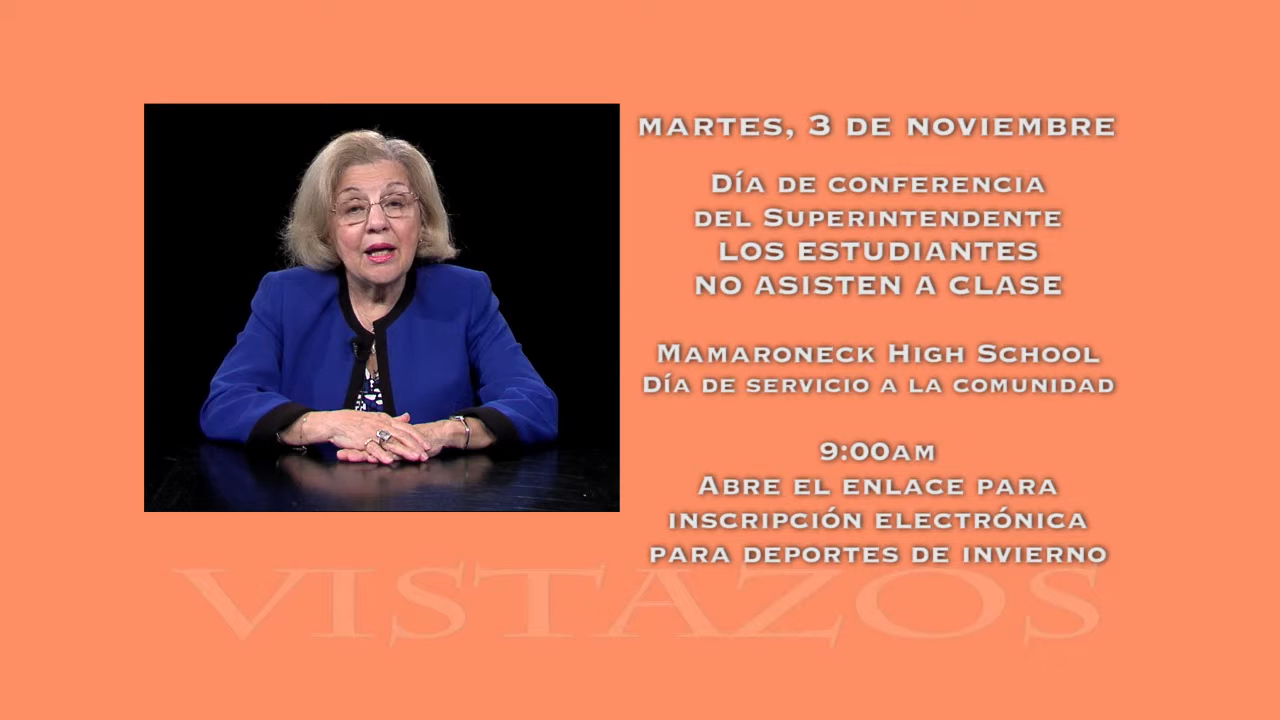 MARTES, 3 DE NOVIEMBRE
DÍA DE CONFERENCIA
DEL SUPERINTENDENTE
LOS ESTUDIANTES
NO ASISTEN A CLASE
MAMARONECK HIGH SCHOOL
DÍA DE SERVICIO A LA COMUNIDAD
9:00AM
ABRE EL ENLACE PARA
INSCRIPCIÓN ELECTRÓNICA
PARA DEPORTES DE INVIERNO
VISTAZOS